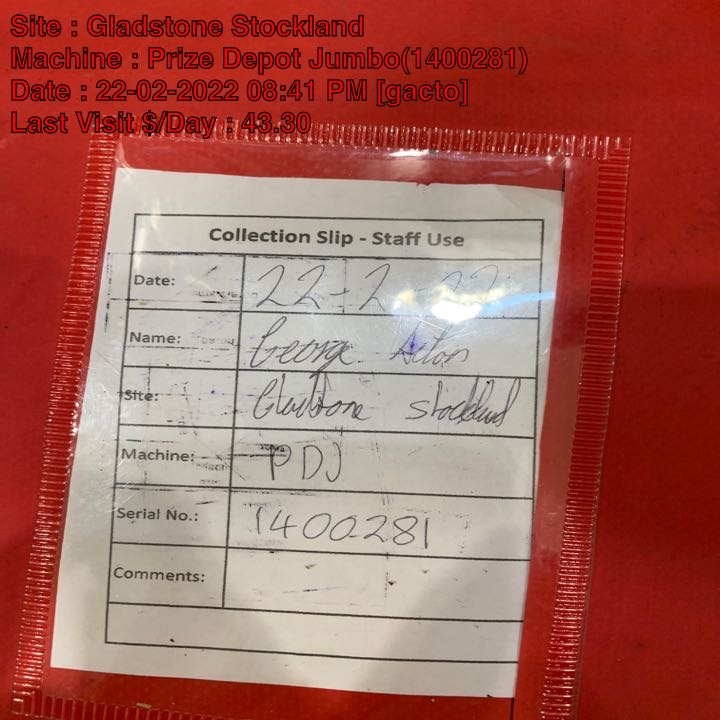 Site : Gladstone Stockland
Machine : Prize Depot Jumbo(1400281)
Date : 22-02-2022 08:41 PM [gacto]
Last Visit $/Day : 43.30
Collection Slip - Staff Use
Date: 22-2-22
Name: George Acton
Site: Gladstone Stockland
Machine: PDJ
Serial No.: 1400281
Comments: